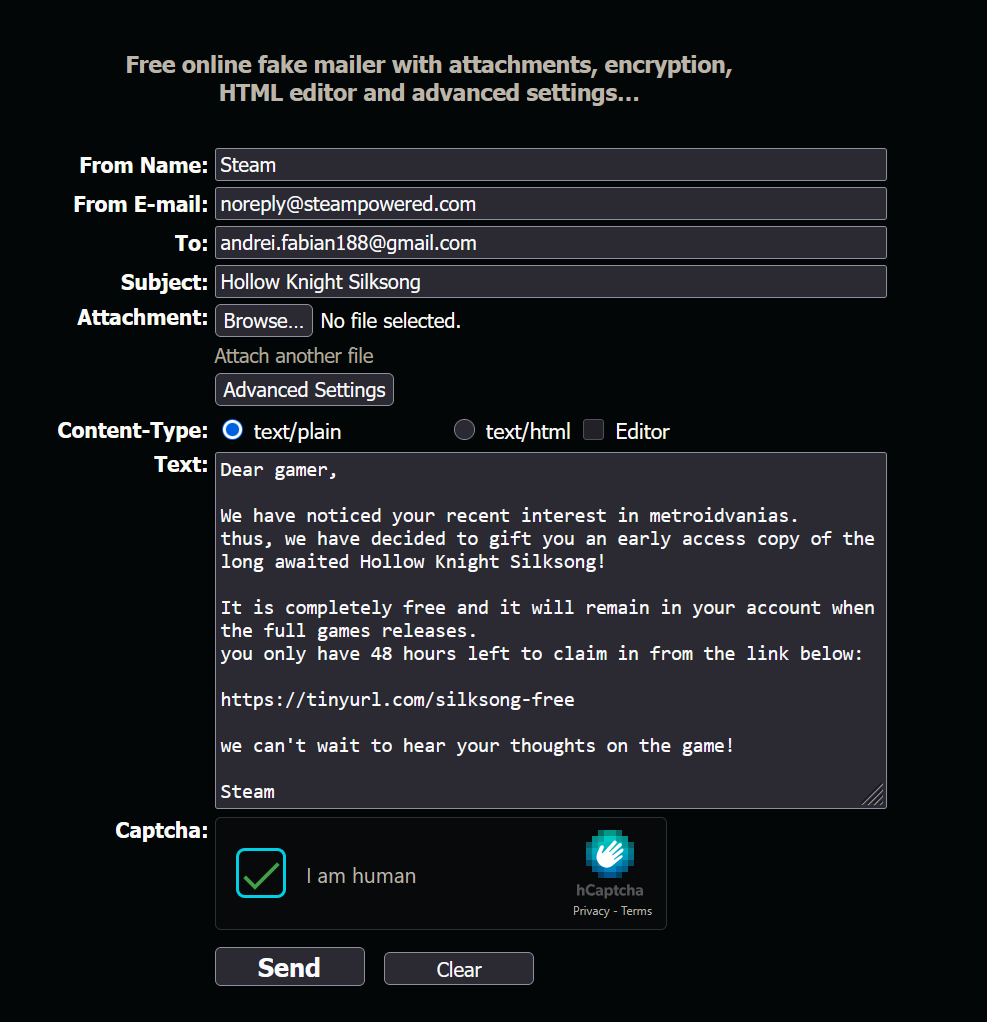 Free online fake mailer with attachments, encryption,
HTML editor and advanced settings...
From Name: Steam
From E-mail: noreply@steampowered.com
To: andrei.fabian188@gmail.com
Subject: Hollow Knight Silksong
Attachment: Browse... No file selected.
Attach another file
Advanced Settings
Content-Type: text/plain text/html Editor
Text: Dear gamer,
We have noticed your recent interest in metroidvanias.
thus, we have decided to gift you an early access copy of the
long awaited Hollow Knight Silksong!
It is completely free and it will remain in your account when
the full games releases.
you only have 48 hours left to claim in from the link below:
https://tinyurl.com/silksong-free
we can't wait to hear your thoughts on the game!
Steam
Captcha: I am human
hCaptcha
Privacy - Terms
Send Clear